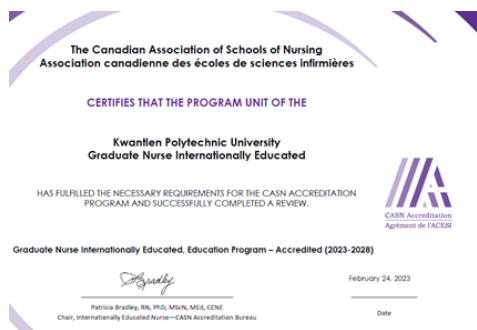 The Canadian Association of Schools of Nursing
Association canadienne des écoles de sciences infirmières
CERTIFIES THAT THE PROGRAM UNIT OF THE
Kwantlen Polytechnic University
Graduate Nurse Internationally Educated
HAS FULFILLED THE NECESSARY REQUIREMENTS FOR THE CASN ACCREDITATION
PROGRAM AND SUCCESSFULLY COMPLETED A REVIEW.
CASN Accreditation
Agrément de l'ACESI
Graduate Nurse Internationally Educated, Education Program – Accredited (2023-2028)
PBradley
February 24, 2023
Patricia Bradley, RN, PhD, MScN, MEd, CCNE
Chair, Internationally Educated Nurse—CASN Accreditation Bureau
Date